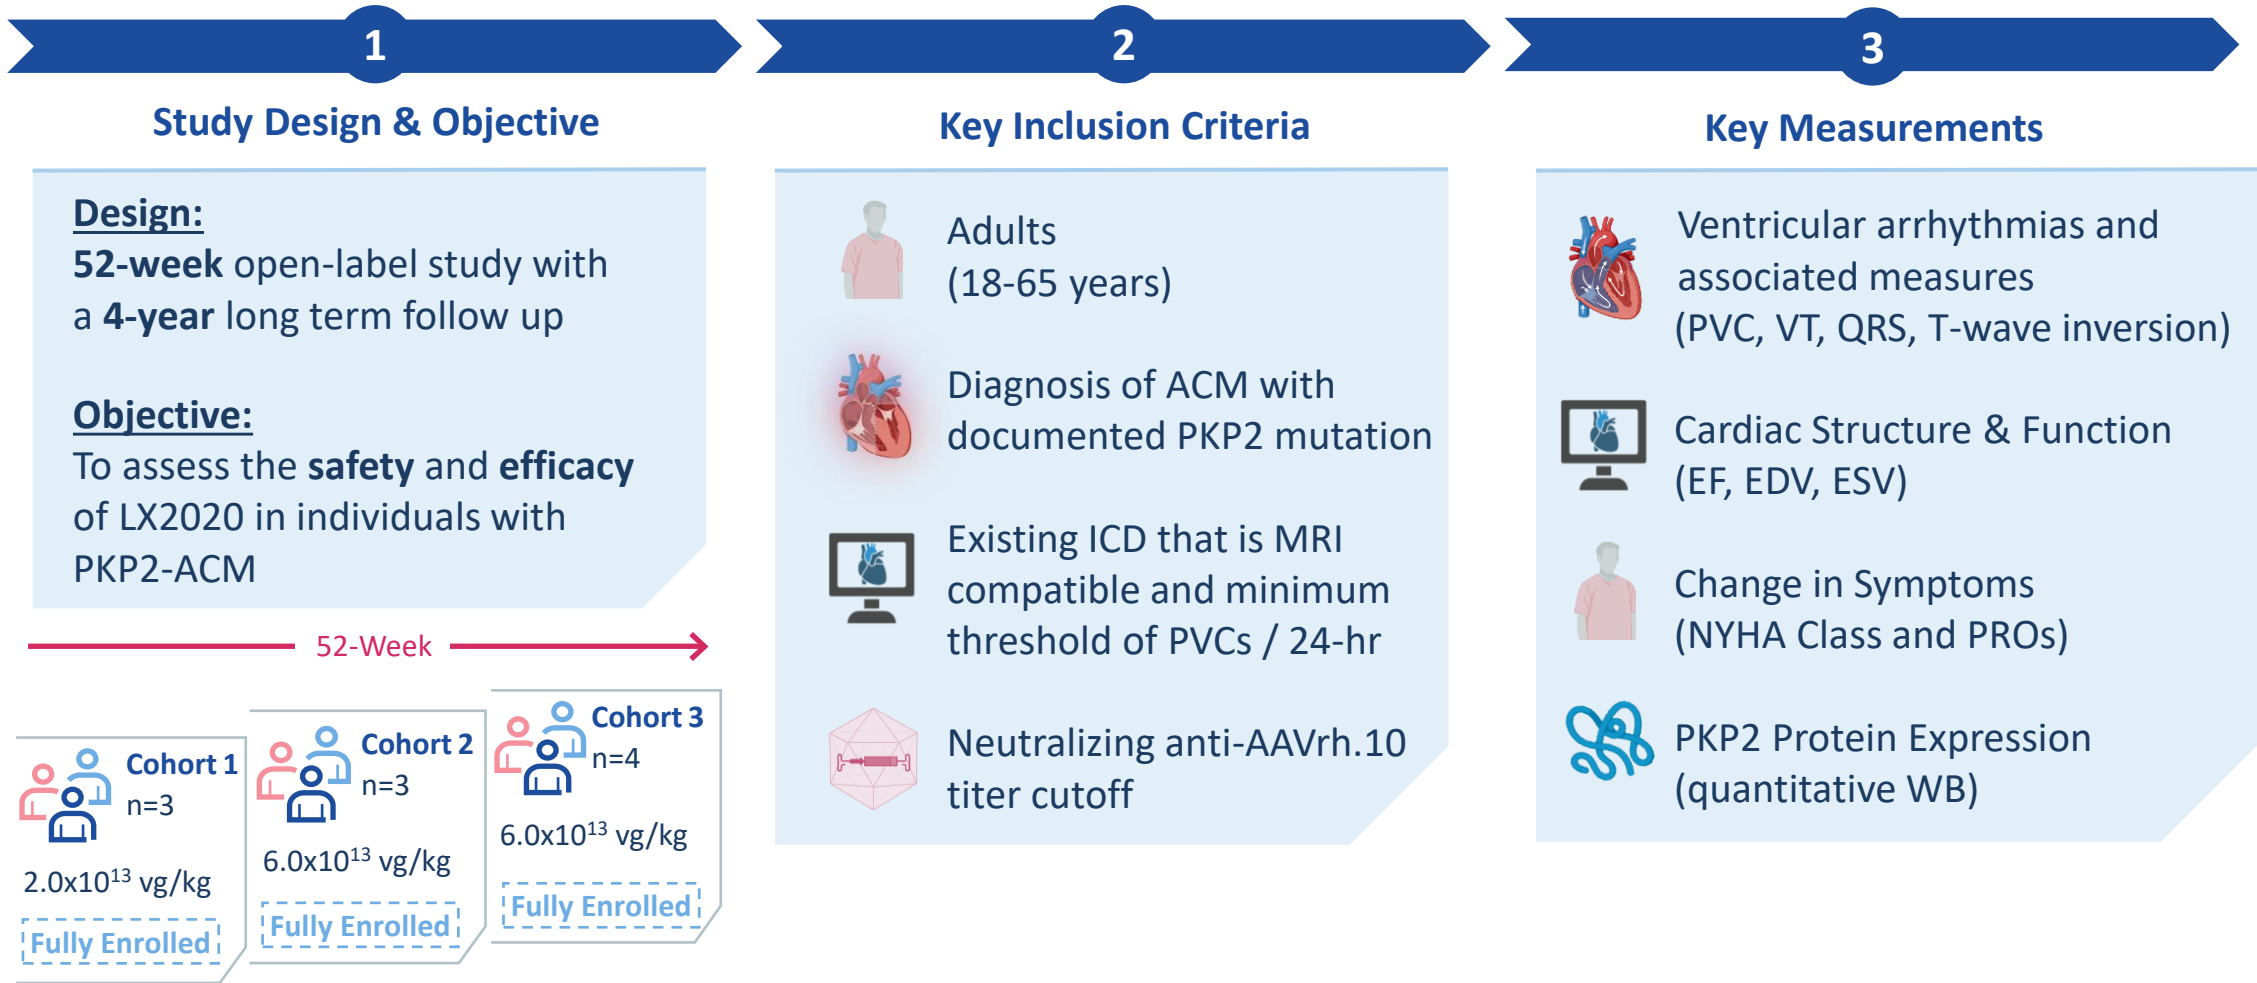 1
Study Design & Objective
Design:
52-week open-label study with
a 4-year long term follow up
Objective:
To assess the safety and efficacy
of LX2020 in individuals with
PKP2-ACM
52-Week
Cohort 1
n=3
2.0x10¹³ vg/kg
Fully Enrolled
Cohort 2
n=3
6.0x10¹³ vg/kg
Fully Enrolled
Cohort 3
n=4
6.0x10¹³ vg/kg
Fully Enrolled
2
Key Inclusion Criteria
Adults
(18-65 years)
Diagnosis of ACM with
documented PKP2 mutation
Existing ICD that is MRI
compatible and minimum
threshold of PVCs / 24-hr
Neutralizing anti-AAVrh.10
titer cutoff
3
Key Measurements
Ventricular arrhythmias and
associated measures
(PVC, VT, QRS, T-wave inversion)
Cardiac Structure & Function
(EF, EDV, ESV)
Change in Symptoms
(NYHA Class and PROs)
PKP2 Protein Expression
(quantitative WB)